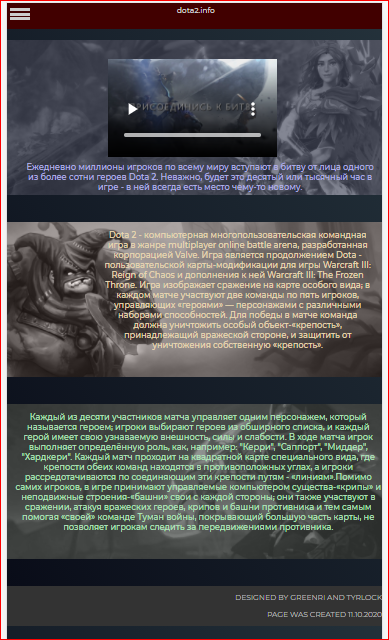 dota2.info
ПРИСОЕДИНИСЬ К БИТВЕ
Ежедневно миллионы игроков по всему миру вступают в битву от лица одного
из более сотни героев Dota 2. Неважно, будет это десятый или тысячный час в
игре - в ней всегда есть место чему-то новому.
Dota 2 - компьютерная многопользовательская командная
игра в жанре multiplayer online battle arena, разработанная
корпорацией Valve. Игра является продолжением Dota -
пользовательской карты-модификации для игры Warcraft III:
Reign of Chaos и дополнения к ней Warcraft III: The Frozen
Throne. Игра изображает сражение на карте особого вида; в
каждом матче участвуют две команды по пять игроков,
управляющих «героями» — персонажами с различными
наборами способностей. Для победы в матче команда
должна уничтожить особый объект-«крепость»,
принадлежащий вражеской стороне, и защитить от
уничтожения собственную «крепость».
Каждый из десяти участников матча управляет одним персонажем, который
называется героем; игроки выбирают героев из обширного списка, и каждый
герой имеет свою узнаваемую внешность, силы и слабости. В ходе матча игрок
выполняет определённую роль, как, например: "Керри", "Саппорт", "Миддер",
"Хардкери". Каждый матч проходит на квадратной карте специального вида, где
крепости обеих команд находятся в противоположных углах, а игроки
рассредотачиваются по соединяющим эти крепости путям - «линиям».Помимо
самих игроков, в игре принимают управляемые компьютером существа-«крипы» и
неподвижные строения-«башни» свои с каждой стороны; они также участвуют в
сражении, атакуя вражеских героев, крипов и башни противника и тем самым
помогая «своей» команде Туман войны, покрывающий большую часть карты, не
позволяет игрокам следить за передвижениями противника.
DESIGNED BY GREENRI AND TYRLOCK
PAGE WAS CREATED 11.10.2020